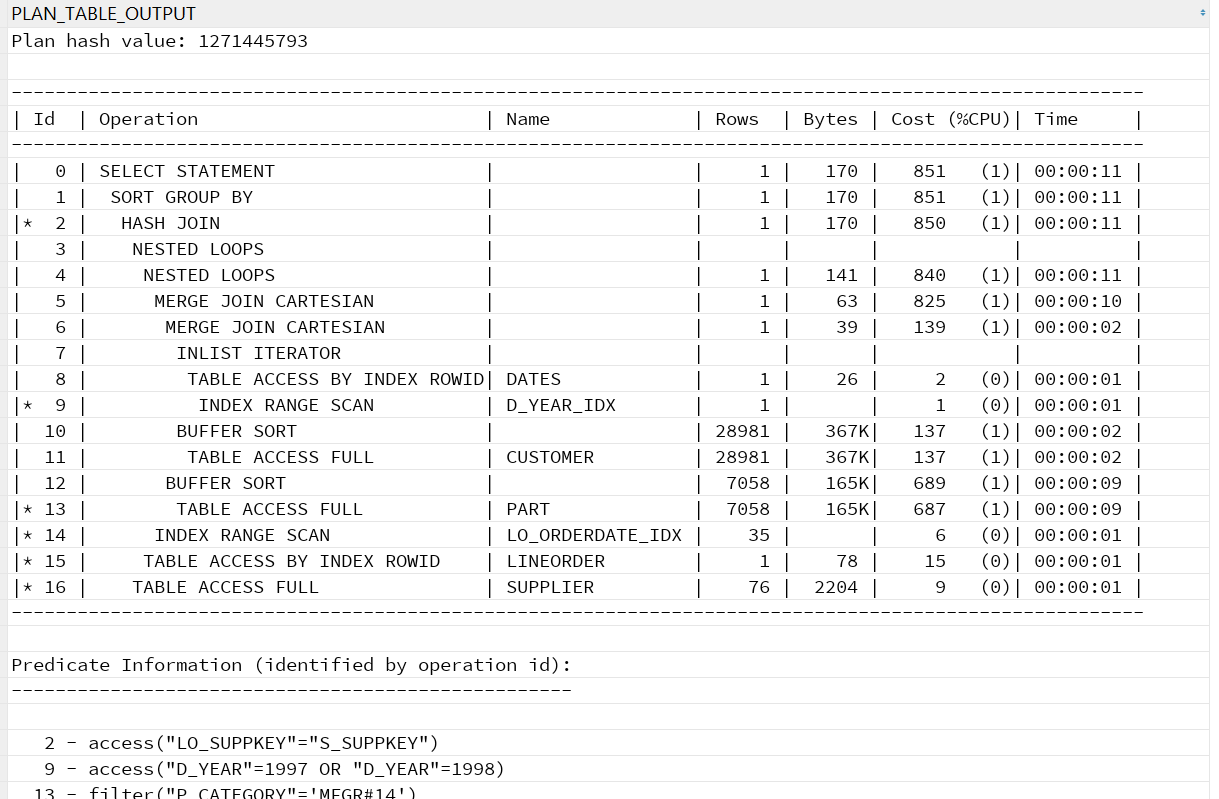 PLAN_TABLE_OUTPUT
Plan hash value: 1271445793
-------------------------------------------------------------------------------------------------------
| Id  | Operation                          | Name             | Rows  | Bytes | Cost (%CPU)| Time     |
-------------------------------------------------------------------------------------------------------
|   0 | SELECT STATEMENT                   |                  |     1 |   170 |   851   (1)| 00:00:11 |
|   1 |  SORT GROUP BY                     |                  |     1 |   170 |   851   (1)| 00:00:11 |
|*  2 |   HASH JOIN                        |                  |     1 |   170 |   850   (1)| 00:00:11 |
|   3 |    NESTED LOOPS                    |                  |       |       |            |          |
|   4 |     NESTED LOOPS                   |                  |     1 |   141 |   840   (1)| 00:00:11 |
|   5 |      MERGE JOIN CARTESIAN          |                  |     1 |    63 |   825   (1)| 00:00:10 |
|   6 |       MERGE JOIN CARTESIAN         |                  |     1 |    39 |   139   (1)| 00:00:02 |
|   7 |        INLIST ITERATOR             |                  |       |       |            |          |
|   8 |         TABLE ACCESS BY INDEX ROWID| DATES            |     1 |    26 |     2   (0)| 00:00:01 |
|*  9 |          INDEX RANGE SCAN          | D_YEAR_IDX       |     1 |       |     1   (0)| 00:00:01 |
|  10 |        BUFFER SORT                 |                  | 28981 |   367K|   137   (1)| 00:00:02 |
|  11 |         TABLE ACCESS FULL          | CUSTOMER         | 28981 |   367K|   137   (1)| 00:00:02 |
|  12 |       BUFFER SORT                  |                  |  7058 |   165K|   689   (1)| 00:00:09 |
|* 13 |        TABLE ACCESS FULL           | PART             |  7058 |   165K|   687   (1)| 00:00:09 |
|* 14 |      INDEX RANGE SCAN              | LO_ORDERDATE_IDX |    35 |       |     6   (0)| 00:00:01 |
|* 15 |     TABLE ACCESS BY INDEX ROWID    | LINEORDER        |     1 |    78 |    15   (0)| 00:00:01 |
|* 16 |    TABLE ACCESS FULL               | SUPPLIER         |    76 |  2204 |     9   (0)| 00:00:01 |
-------------------------------------------------------------------------------------------------------
Predicate Information (identified by operation id):
---------------------------------------------------
   2 - access("LO_SUPPKEY"="S_SUPPKEY")
   9 - access("D_YEAR"=1997 OR "D_YEAR"=1998)
  13 - filter("P_CATEGORY"='MFGR#14')